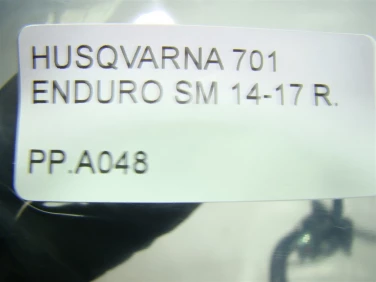 HUSQVARNA 701
ENDURO SM 14-17 R.
PP.A048